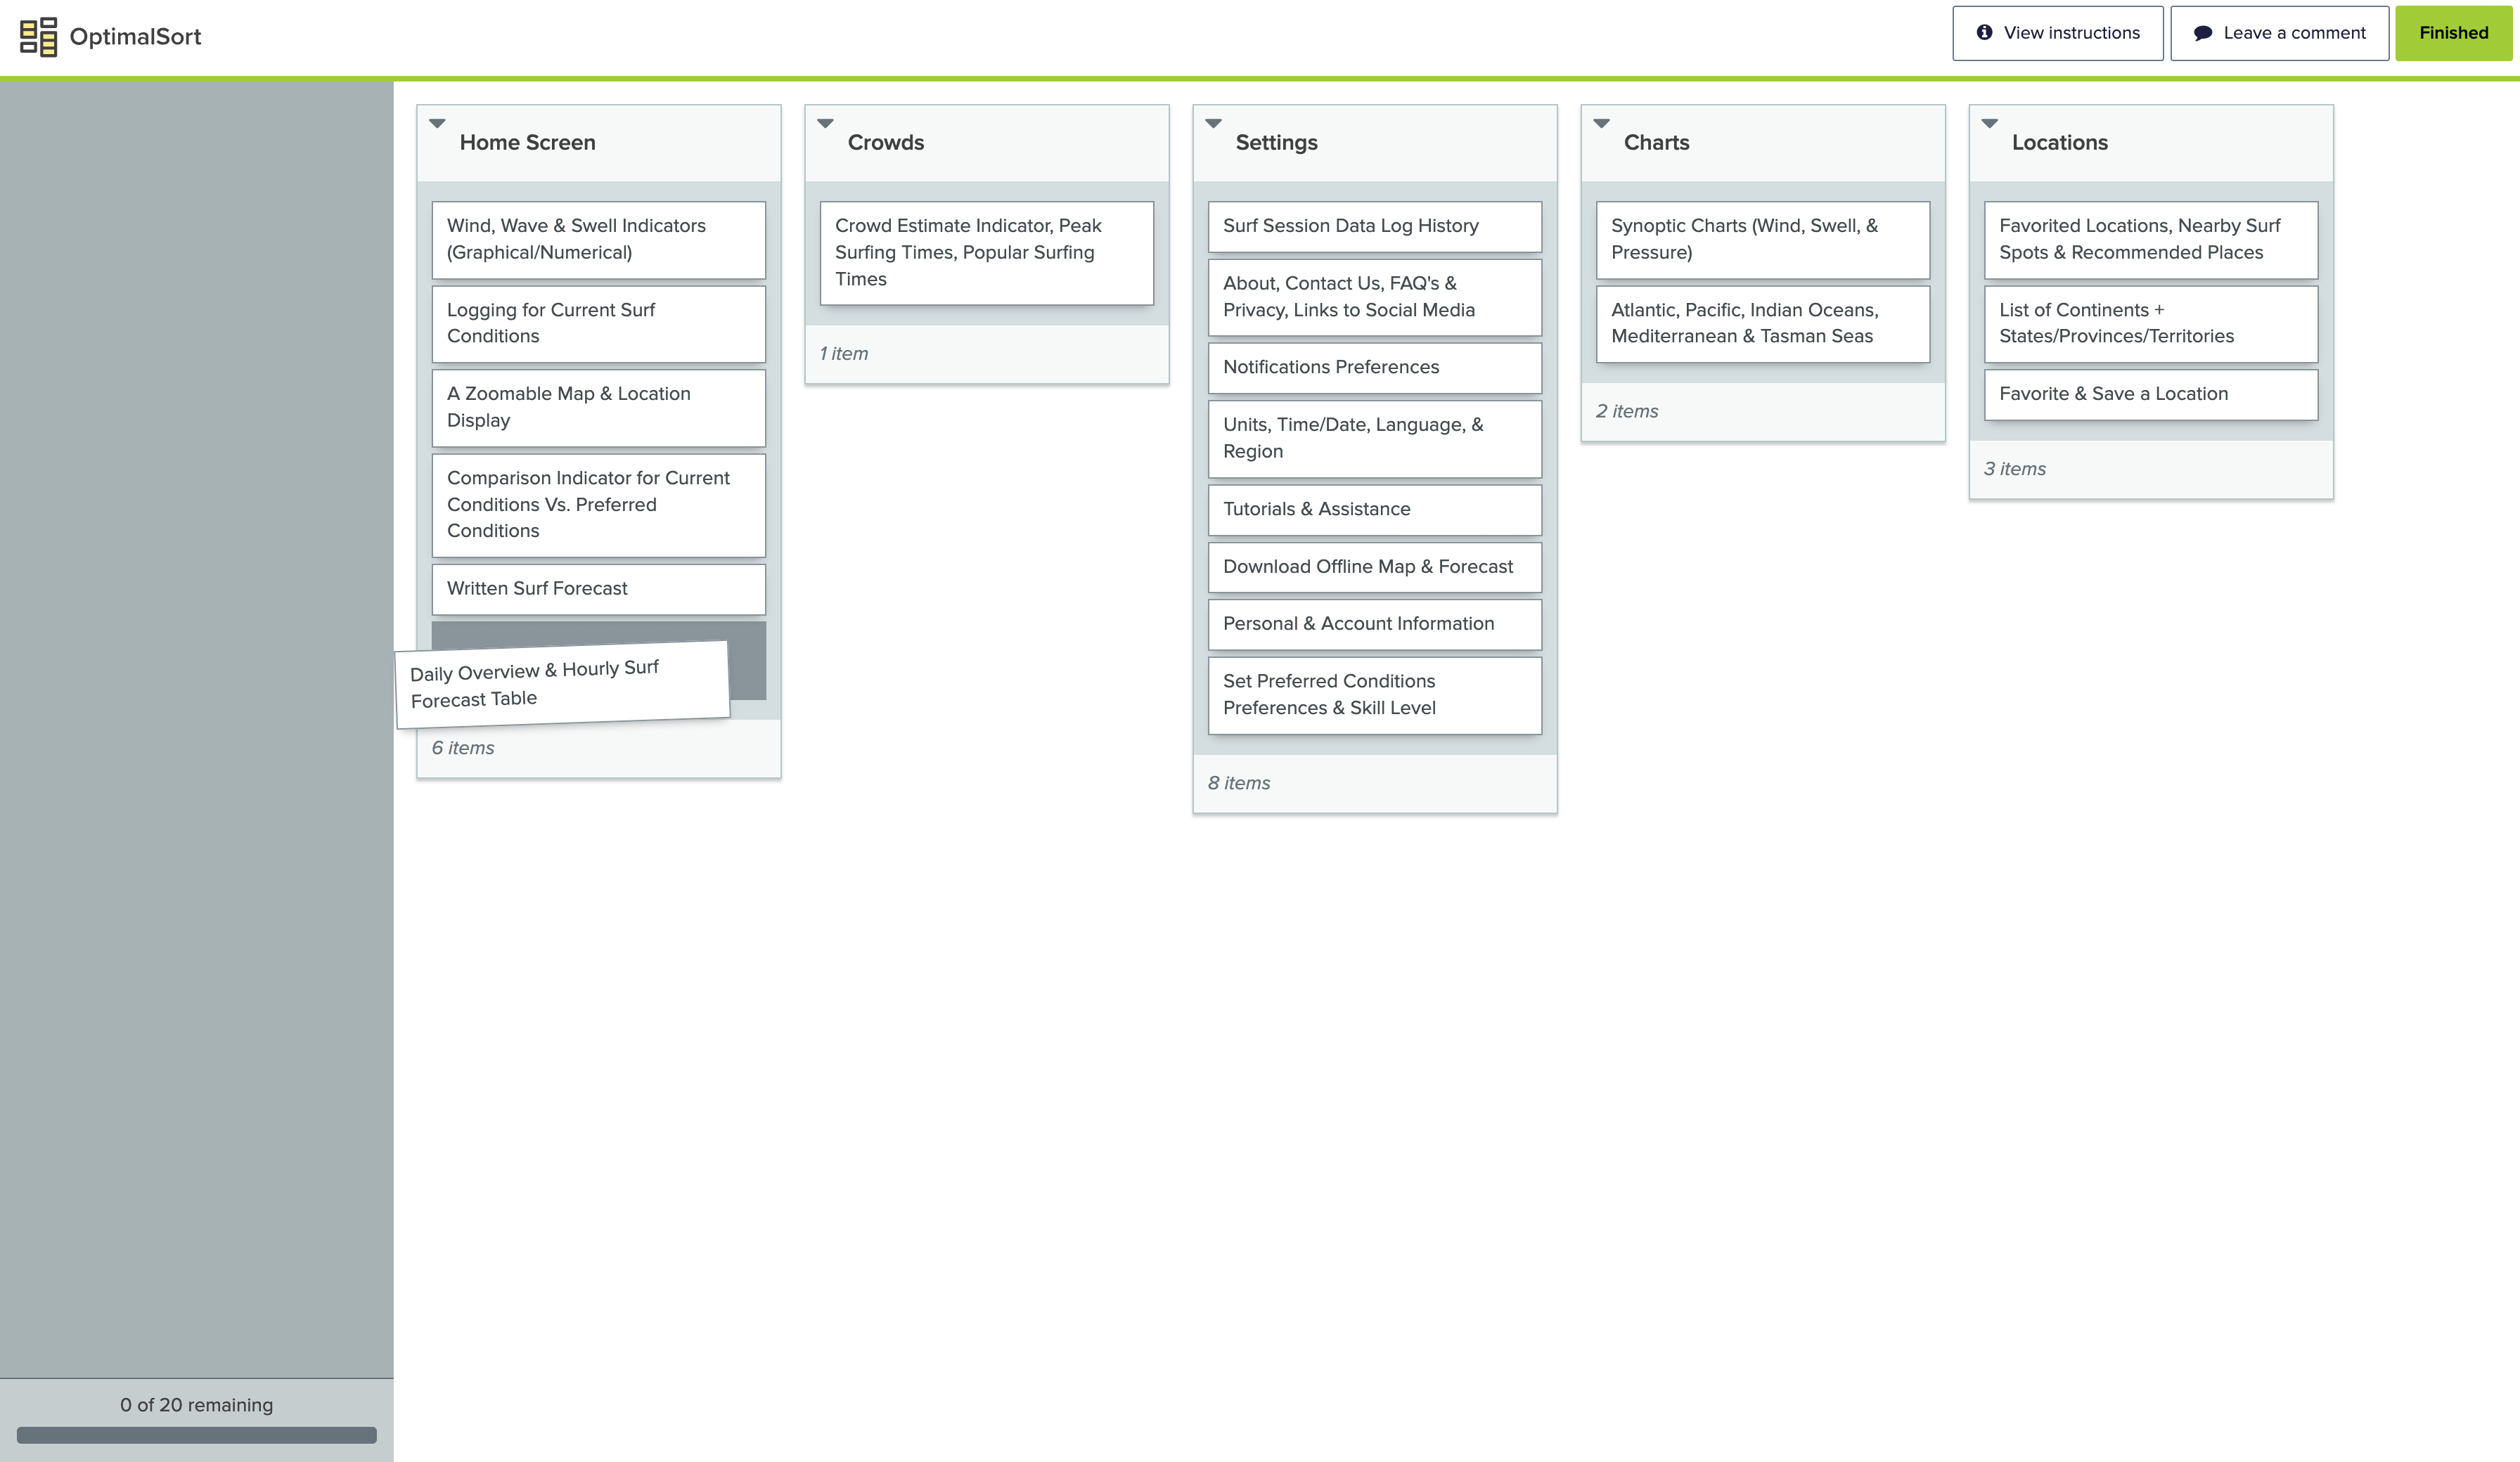 OptimalSort
View instructions
Leave a comment
Finished
Home Screen
Wind, Wave & Swell Indicators
(Graphical/Numerical)
Logging for Current Surf
Conditions
A Zoomable Map & Location
Display
Comparison Indicator for Current
Conditions Vs. Preferred
Conditions
Written Surf Forecast
Daily Overview & Hourly Surf
Forecast Table
6 items
Crowds
Crowd Estimate Indicator, Peak
Surfing Times, Popular Surfing
Times
1 item
Settings
Surf Session Data Log History
About, Contact Us, FAQ's &
Privacy, Links to Social Media
Notifications Preferences
Units, Time/Date, Language, &
Region
Tutorials & Assistance
Download Offline Map & Forecast
Personal & Account Information
Set Preferred Conditions
Preferences & Skill Level
8 items
Charts
Synoptic Charts (Wind, Swell, &
Pressure)
Atlantic, Pacific, Indian Oceans,
Mediterranean & Tasman Seas
2 items
Locations
Favorited Locations, Nearby Surf
Spots & Recommended Places
List of Continents +
States/Provinces/Territories
Favorite & Save a Location
3 items
0 of 20 remaining